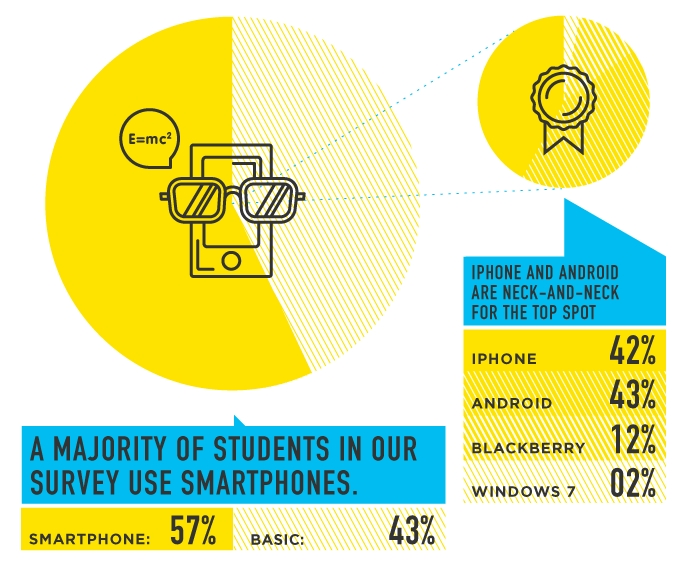 E=mc²
IPHONE AND ANDROID
ARE NECK-AND-NECK
FOR THE TOP SPOT
IPHONE 42%
ANDROID 43%
BLACKBERRY 12%
WINDOWS 7 02%
A MAJORITY OF STUDENTS IN OUR
SURVEY USE SMARTPHONES.
SMARTPHONE: 57% BASIC: 43%